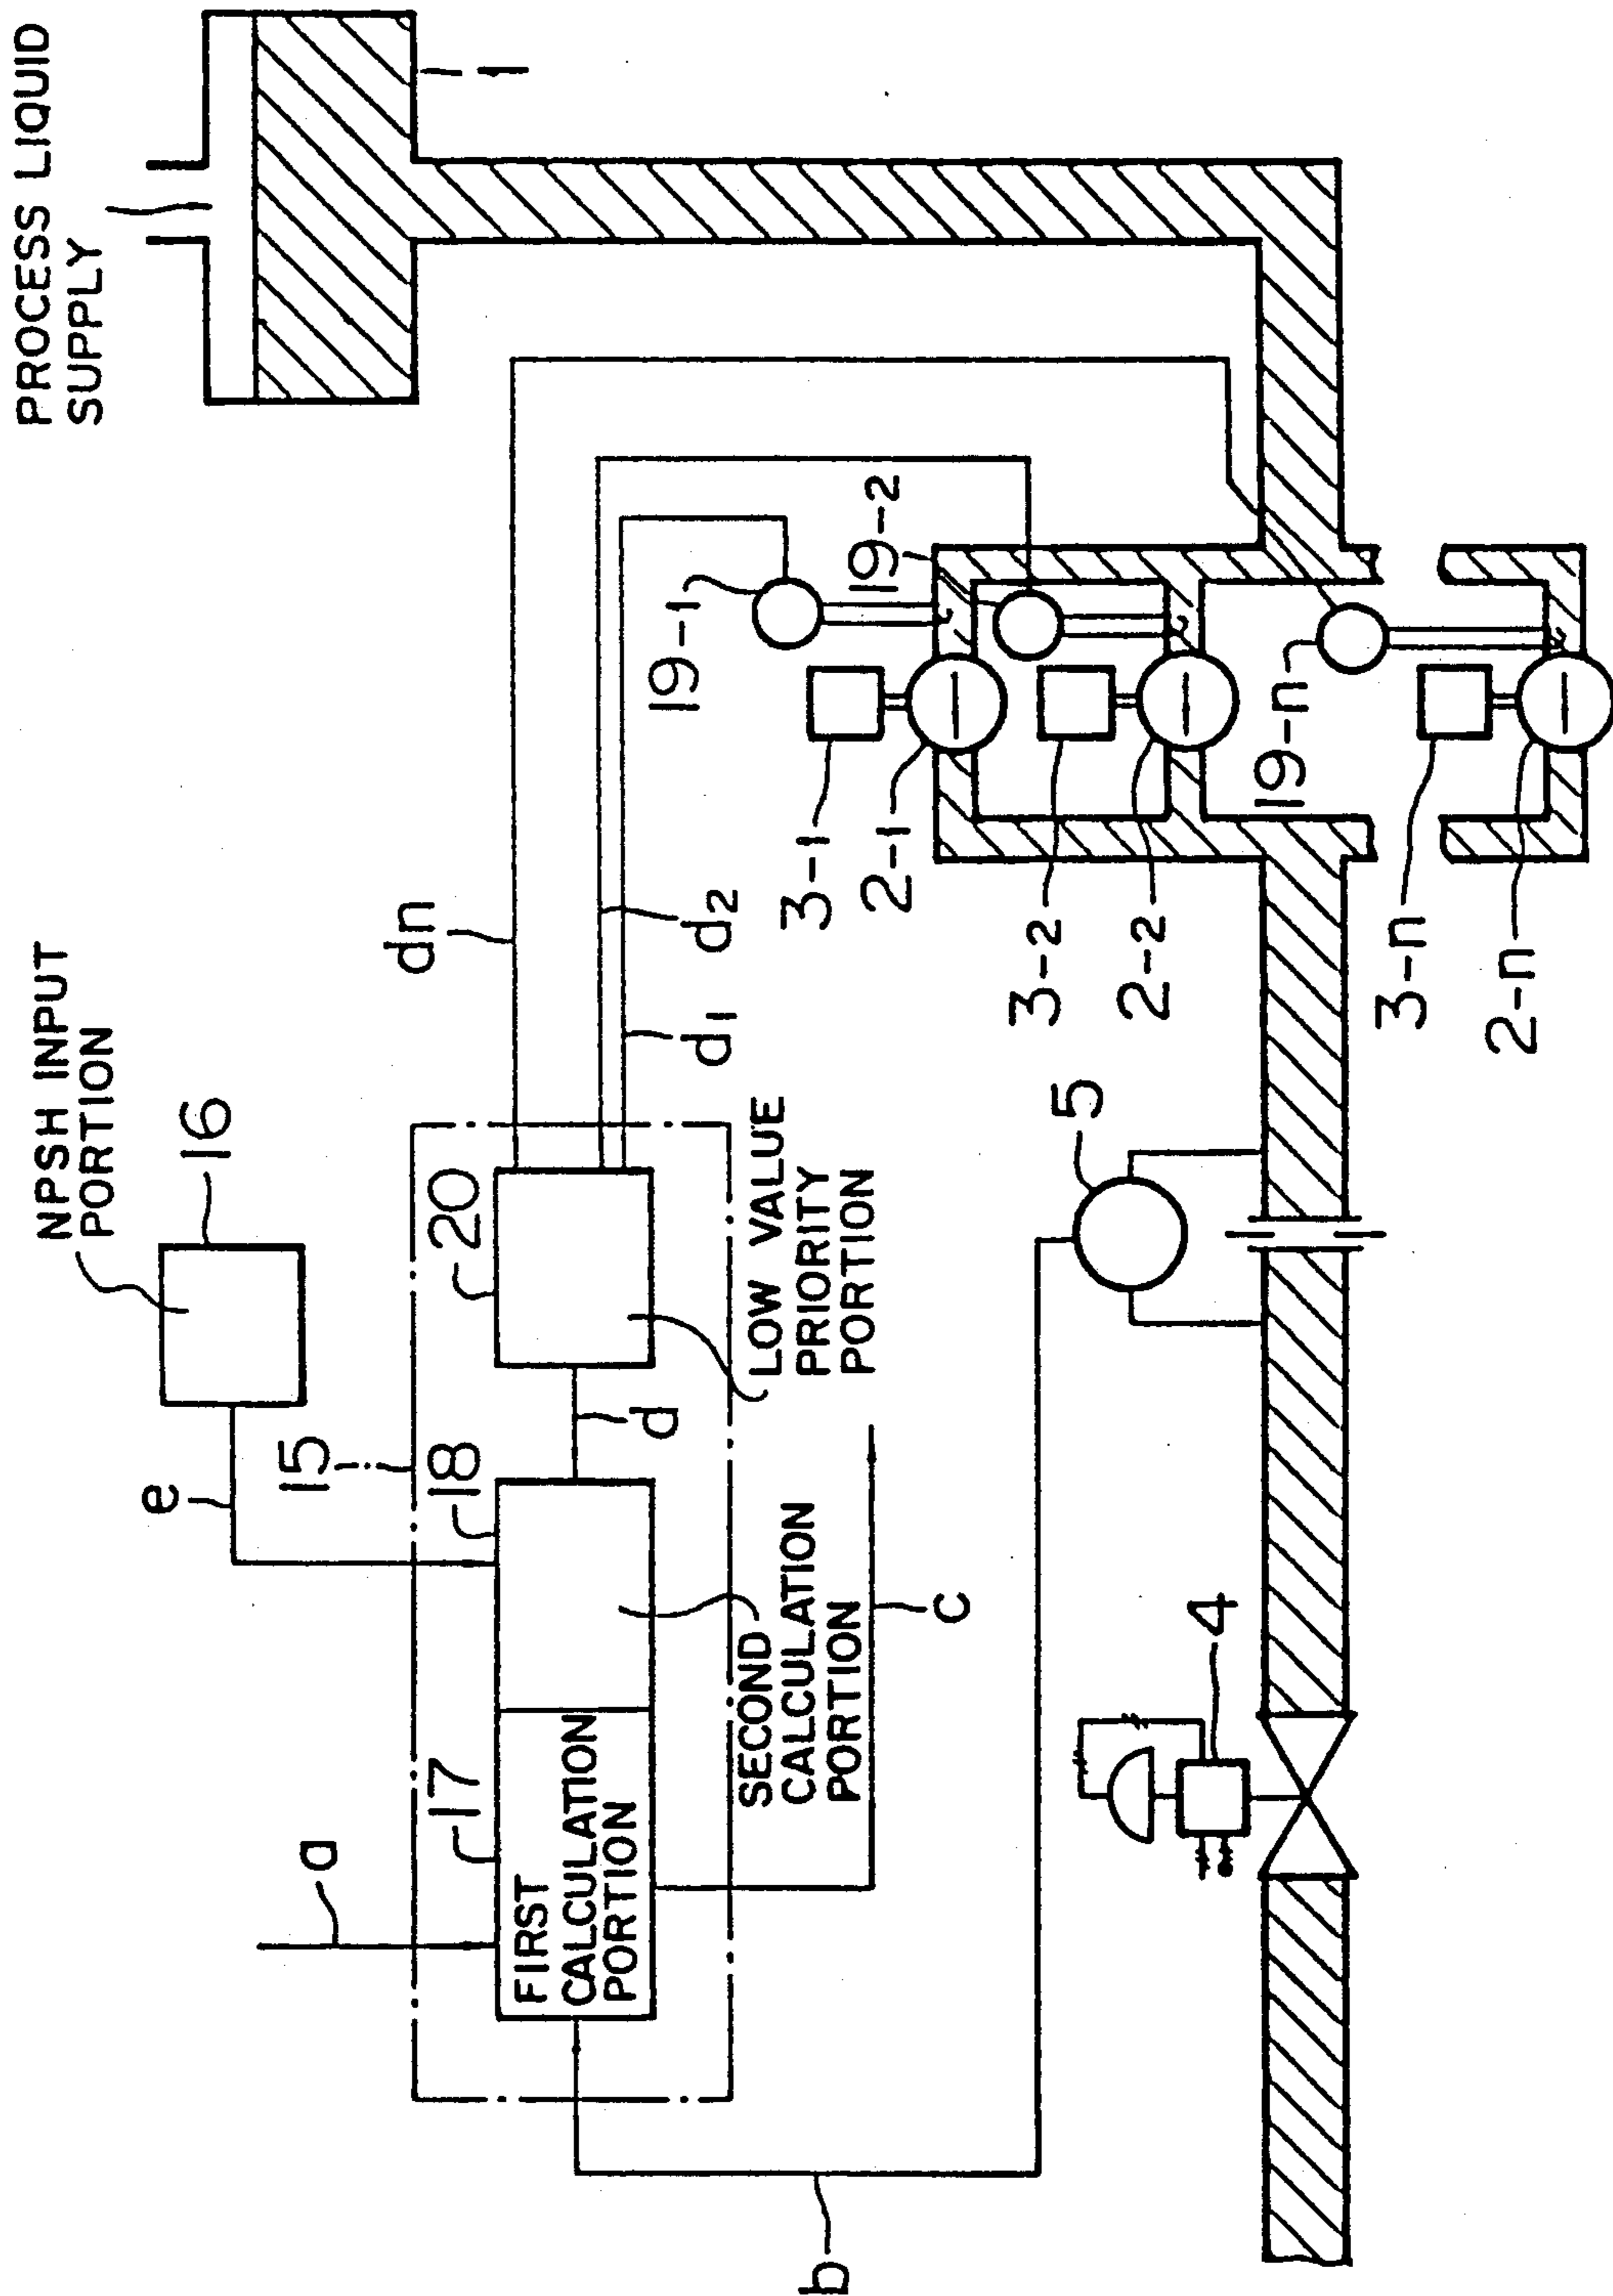 PROCESS LIQUID
SUPPLY
1
NPSH INPUT
PORTION
16
e
15
a
17
18
20
FIRST
CALCULATION
PORTION
SECOND
CALCULATION
PORTION
d
LOW VALUE
PRIORITY
PORTION
dn
d2
d1
c
b
5
4
19-1
19-2
19-n
3-1
2-1
3-2
2-2
3-n
2-n